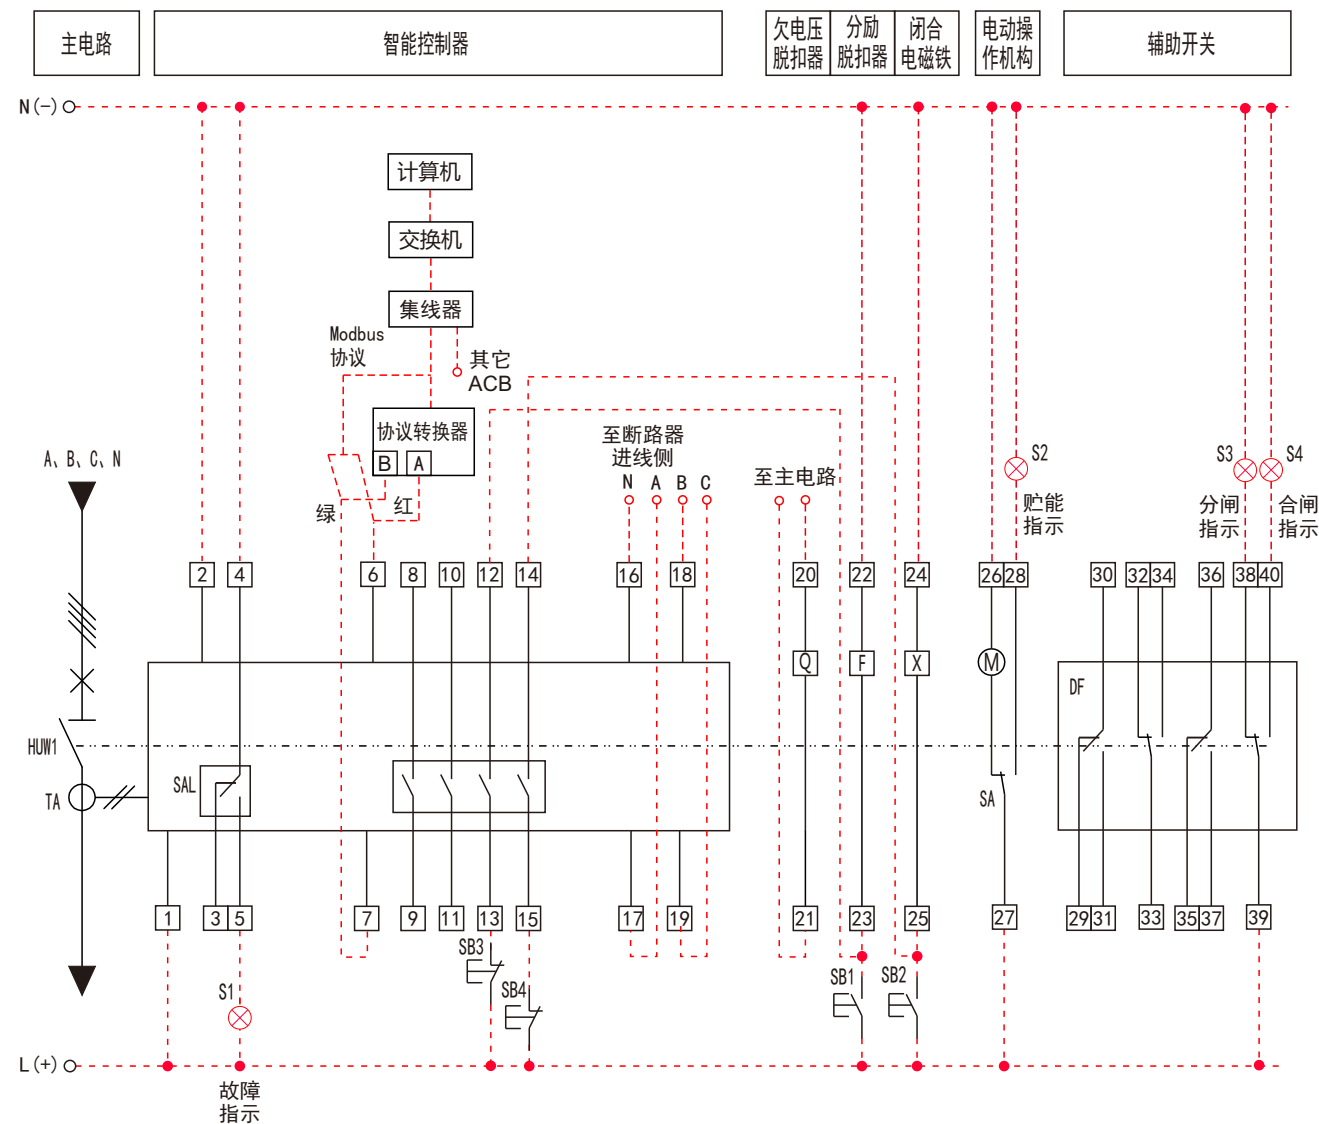 主电路
智能控制器
欠电压
脱扣器
分励
脱扣器
闭合
电磁铁
电动操
作机构
辅助开关
N(−)
计算机
交换机
集线器
Modbus
协议
其它
ACB
协议转换器
B
A
绿
红
至断路器
进线侧
N
A
B
C
至主电路
S2
贮能
指示
S3
S4
分闸
指示
合闸
指示
A、B、C、N
2
4
6
8
10
12
14
16
18
20
22
24
26
28
30
32
34
36
38
40
Q
F
X
M
DF
HUW1
SAL
TA
SA
1
3
5
7
9
11
13
15
17
19
21
23
25
27
29
31
33
35
37
39
SB3
SB4
SB1
SB2
S1
L(+)
故障
指示